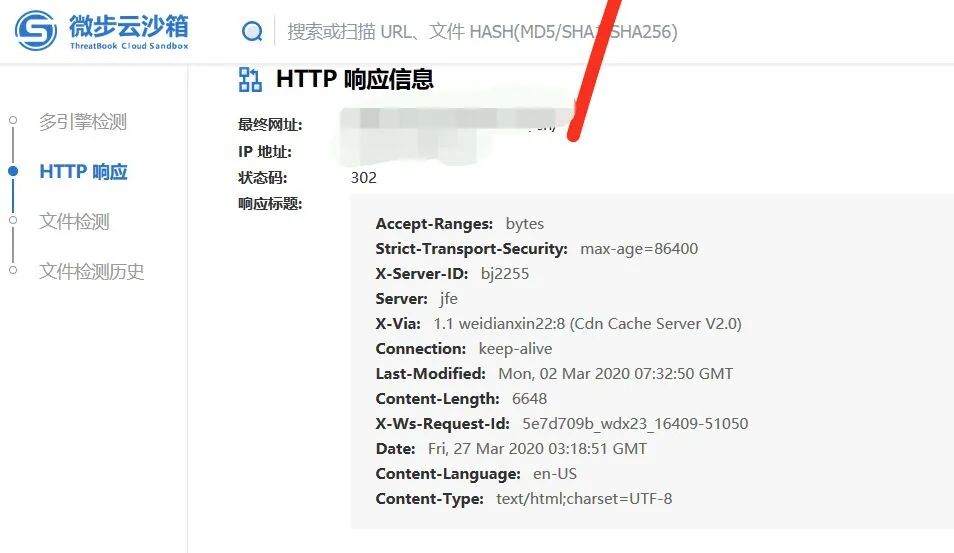 微步云沙箱
ThreatBook Cloud Sandbox
搜索或扫描 URL、文件 HASH(MD5/SHA1 SHA256)
HTTP 响应信息
多引擎检测
HTTP 响应
文件检测
文件检测历史
最终网址:
IP 地址:
状态码: 302
响应标题:
Accept-Ranges: bytes
Strict-Transport-Security: max-age=86400
X-Server-ID: bj2255
Server: jfe
X-Via: 1.1 weidianxin22:8 (Cdn Cache Server V2.0)
Connection: keep-alive
Last-Modified: Mon, 02 Mar 2020 07:32:50 GMT
Content-Length: 6648
X-Ws-Request-Id: 5e7d709b_wdx23_16409-51050
Date: Fri, 27 Mar 2020 03:18:51 GMT
Content-Language: en-US
Content-Type: text/html;charset=UTF-8